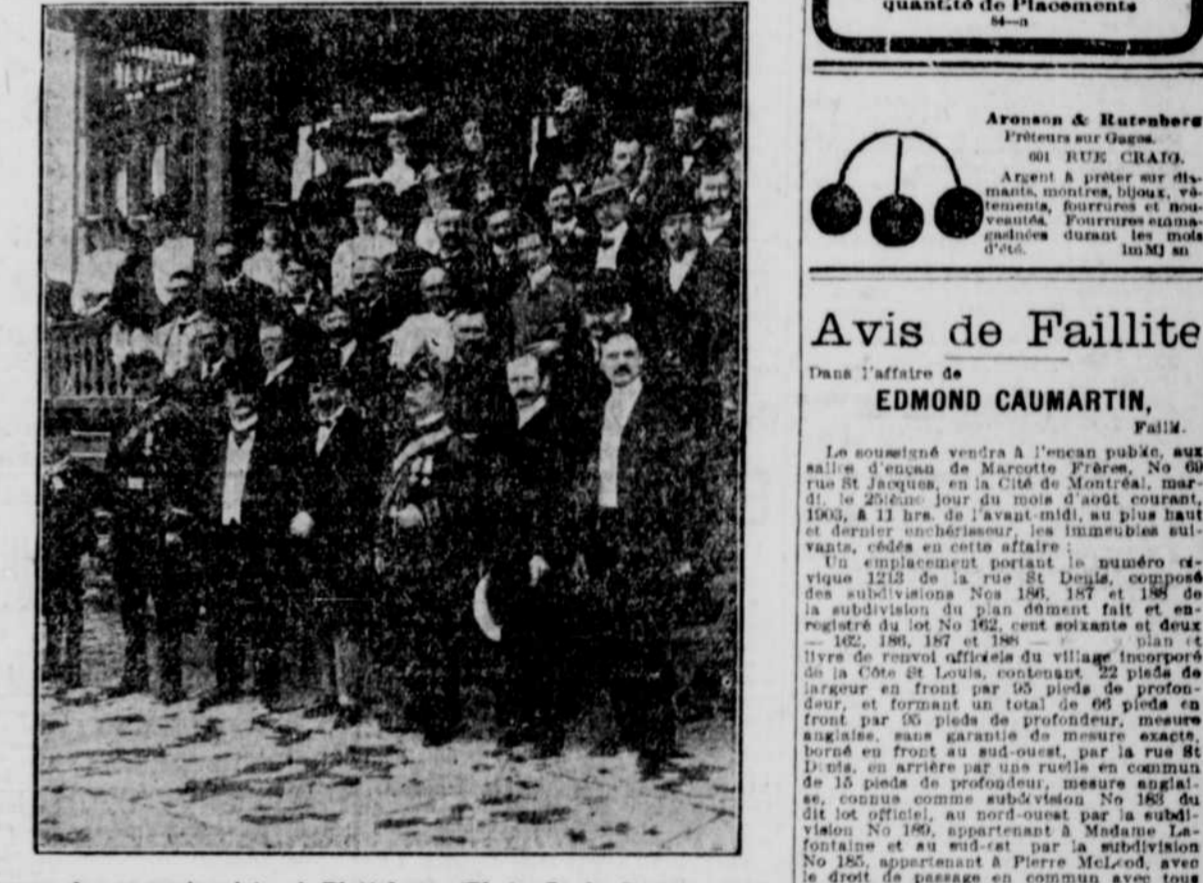 quantité de Placements
84—n
Aronson & Rutenberg
Prêteurs sur Gages.
601 RUE CRAIG.
Argent à prêter sur dia-
mants, montres, bijoux, vê-
tements, fourrures et nou-
veautés. Fourrures emma-
gasinées durant les mois
d'été. 1mMJ sn
Avis de Faillite
Dans l'affaire de
EDMOND CAUMARTIN,
Failli.
Le soussigné vendra à l'encan public, aux
salles d'encan de Marcotte Frères, No 69
rue St Jacques, en la Cité de Montréal, mar-
di, le 25ième jour du mois d'août courant,
1903, à 11 hrs. de l'avant-midi, au plus haut
et dernier enchérisseur, les immeubles sui-
vants, cédés en cette affaire :
Un emplacement portant le numéro ci-
vique 1213 de la rue St Denis, composé
des subdivisions Nos 186, 187 et 188 de
la subdivision du plan dûment fait et en-
registré du lot No 162, cent soixante et deux
— 162, 186, 187 et 188 — plan et
livre de renvoi officiels du village incorporé
de la Côte St Louis, contenant 22 pieds de
largeur en front par 95 pieds de profon-
deur, et formant un total de 66 pieds en
front par 95 pieds de profondeur, mesure
anglaise, sans garantie de mesure exacte,
borné en front au sud-ouest, par la rue St
Denis, en arrière par une ruelle en commun
de 15 pieds de profondeur, mesure anglai-
se, connue comme subdivision No 183 du
dit lot officiel, au nord-ouest par la subdi-
vision No 189, appartenant à Madame La-
fontaine et au sud-est par la subdivision
No 185, appartenant à Pierre McLeod, avec
le droit de passage en commun avec tous